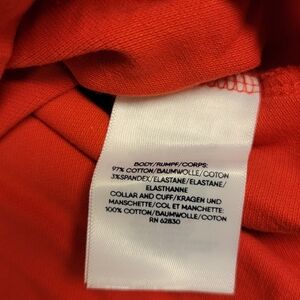 BODY/RUMPF/CORPS:
97% COTTON/BAUMWOLLE/COTON
3%SPANDEX/ELASTANE/ELASTANE/
ELASTHANNE
COLLAR AND CUFF/KRAGEN UND
MANSCHETTE/COL ET MANCHETTE:
100% COTTON/BAUMWOLLE/COTON
RN 62830